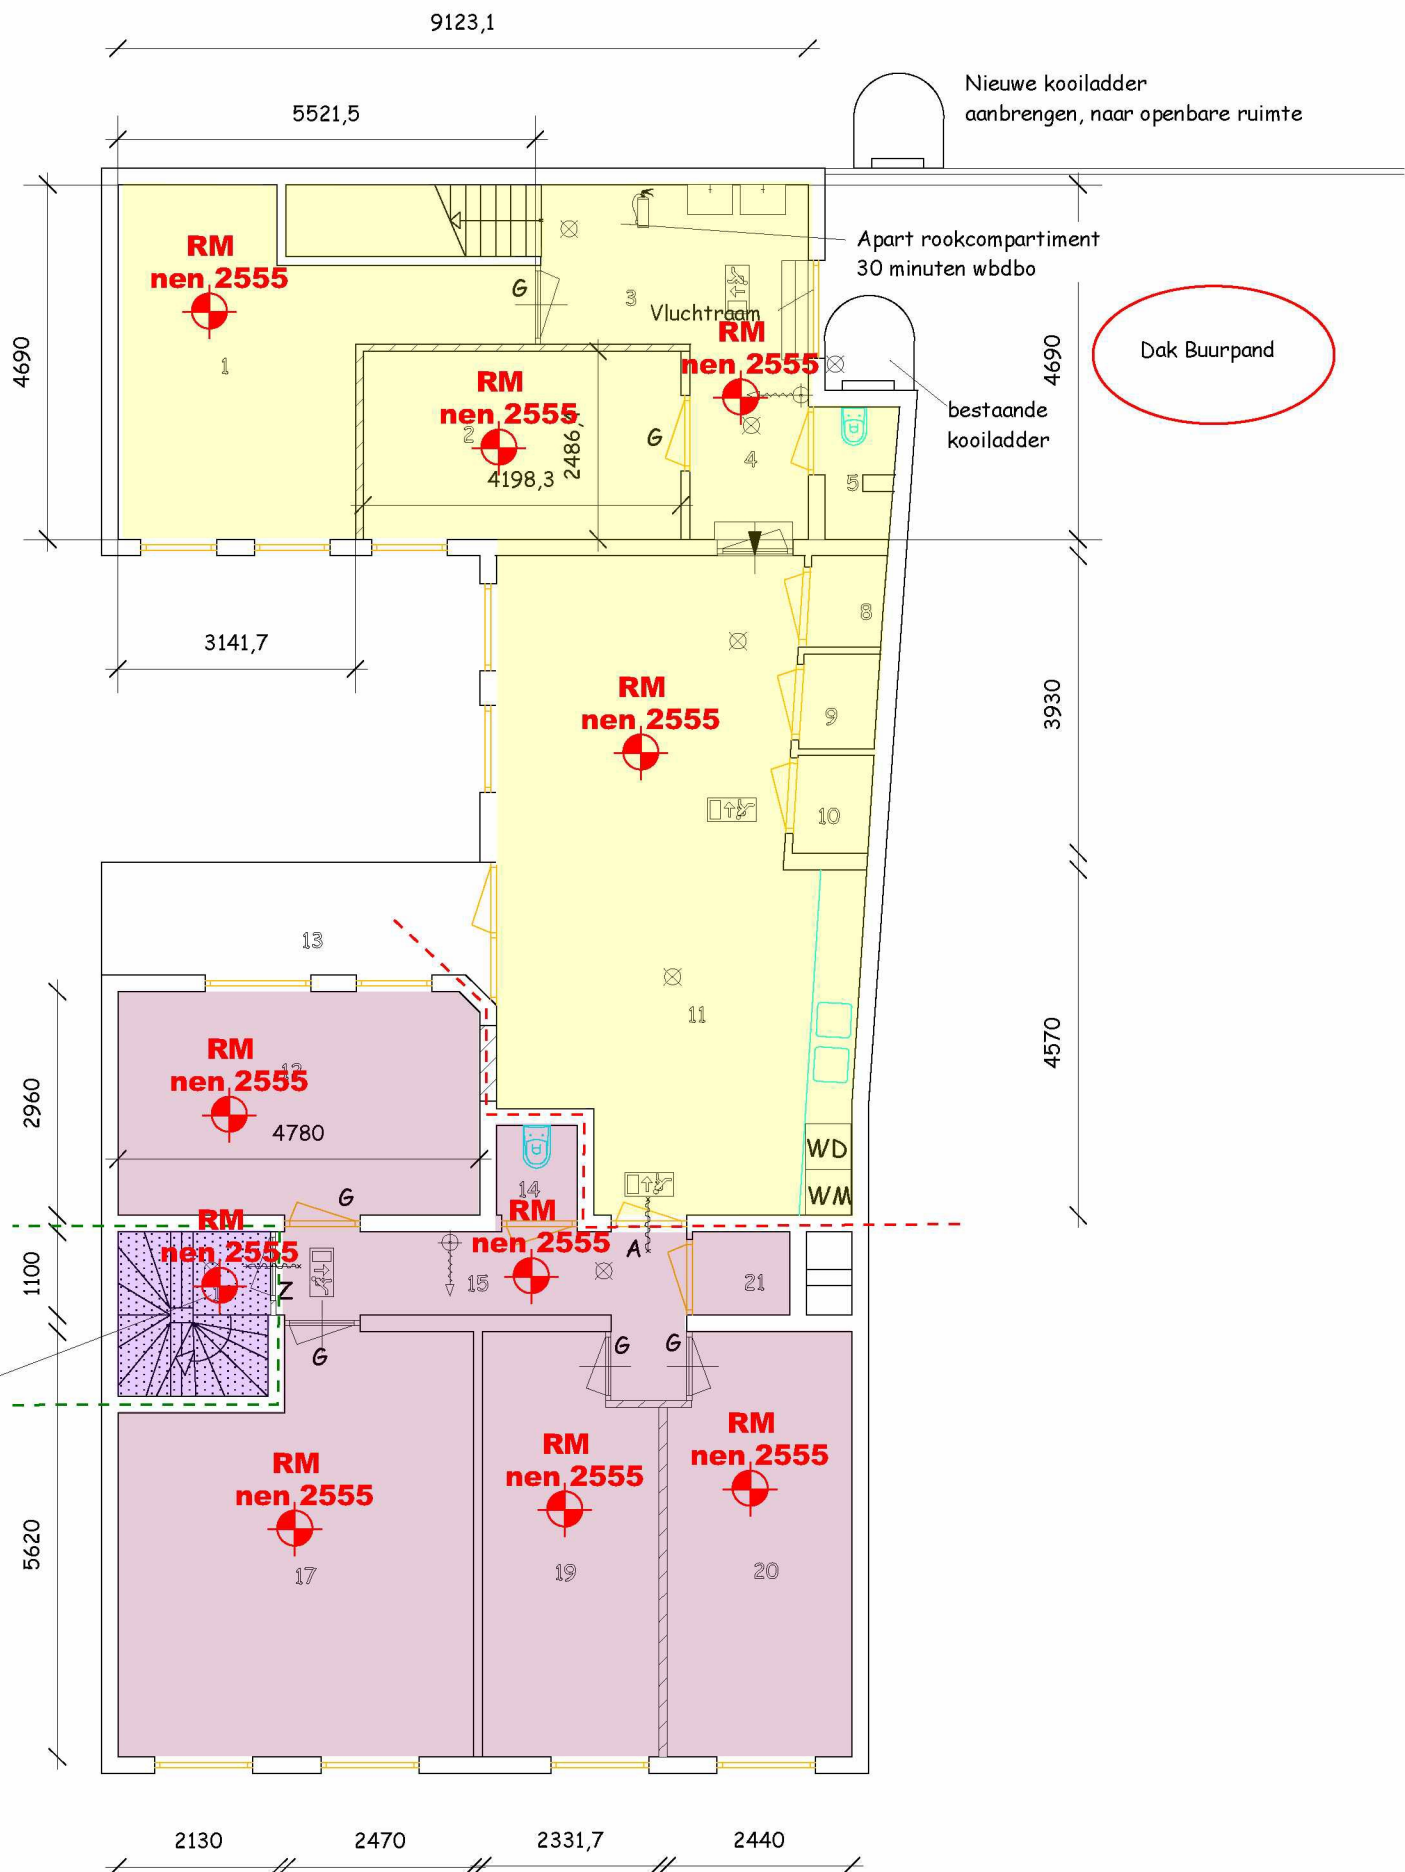 9123,1
Nieuwe kooiladder
aanbrengen, naar openbare ruimte
5521,5
Apart rookcompartiment
30 minuten wbdbo
RM
nen 2555
G
3
Vluchtraam
4690
1
RM
nen 2555
4690
Dak Buurpand
RM
nen 2555
2
2486,4
4198,3
G
4
5
bestaande
kooiladder
3141,7
8
RM
nen 2555
9
3930
10
13
11
4570
RM
nen 2555
12
2960
4780
WD
WM
G
14
RM
nen 2555
RM
nen 2555
A
1100
Z
15
21
G
G
G
RM
nen 2555
RM
nen 2555
RM
nen 2555
5620
17
19
20
2130
2470
2331,7
2440